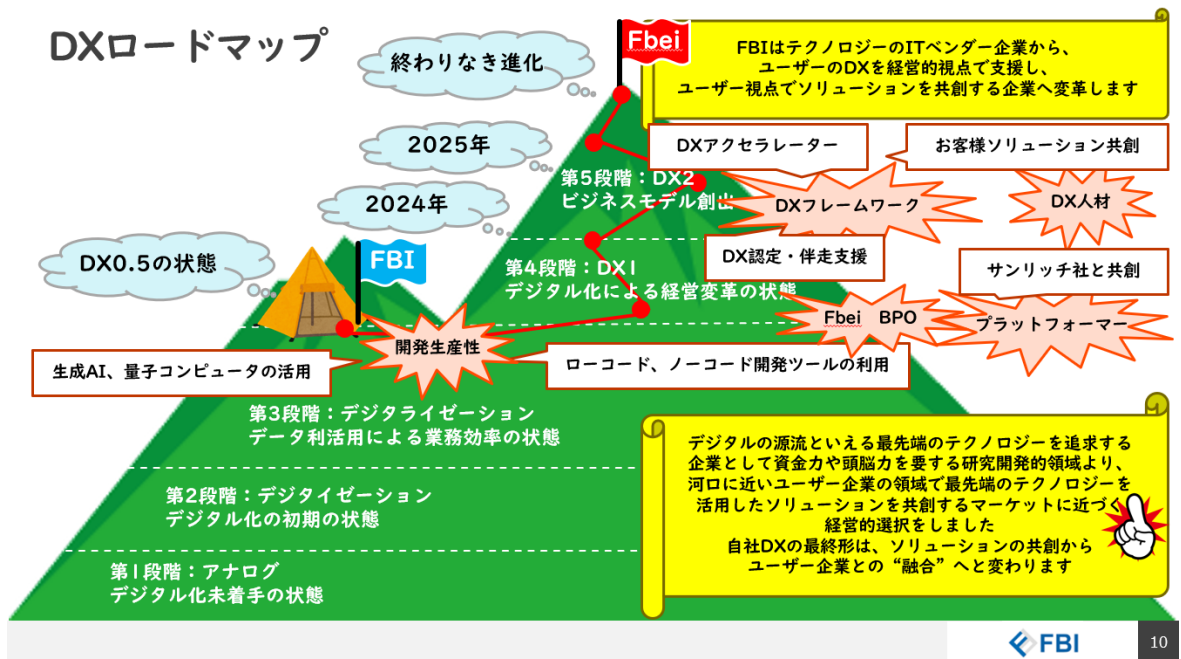 DXロードマップ
終わりなき進化
Fbei
FBIはテクノロジーのITベンダー企業から、
ユーザーのDXを経営的視点で支援し、
ユーザー視点でソリューションを共創する企業へ変革します
2025年
DXアクセラレーター
お客様ソリューション共創
第5段階：DX2
ビジネスモデル創出
DXフレームワーク
DX人材
2024年
DX0.5の状態
FBI
第4段階：DX1
デジタル化による経営変革の状態
DX認定・伴走支援
サンリッチ社と共創
Fbei BPO
プラットフォーマー
生成AI、量子コンピュータの活用
開発生産性
ローコード、ノーコード開発ツールの利用
第3段階：デジタライゼーション
データ利活用による業務効率の状態
第2段階：デジタイゼーション
デジタル化の初期の状態
第1段階：アナログ
デジタル化未着手の状態
デジタルの源流といえる最先端のテクノロジーを追求する
企業として資金力や頭脳力を要する研究開発的領域より、
河口に近いユーザー企業の領域で最先端のテクノロジーを
活用したソリューションを共創するマーケットに近づく
経営的選択をしました
自社DXの最終形は、ソリューションの共創から
ユーザー企業との“融合”へと変わります
FBI
10